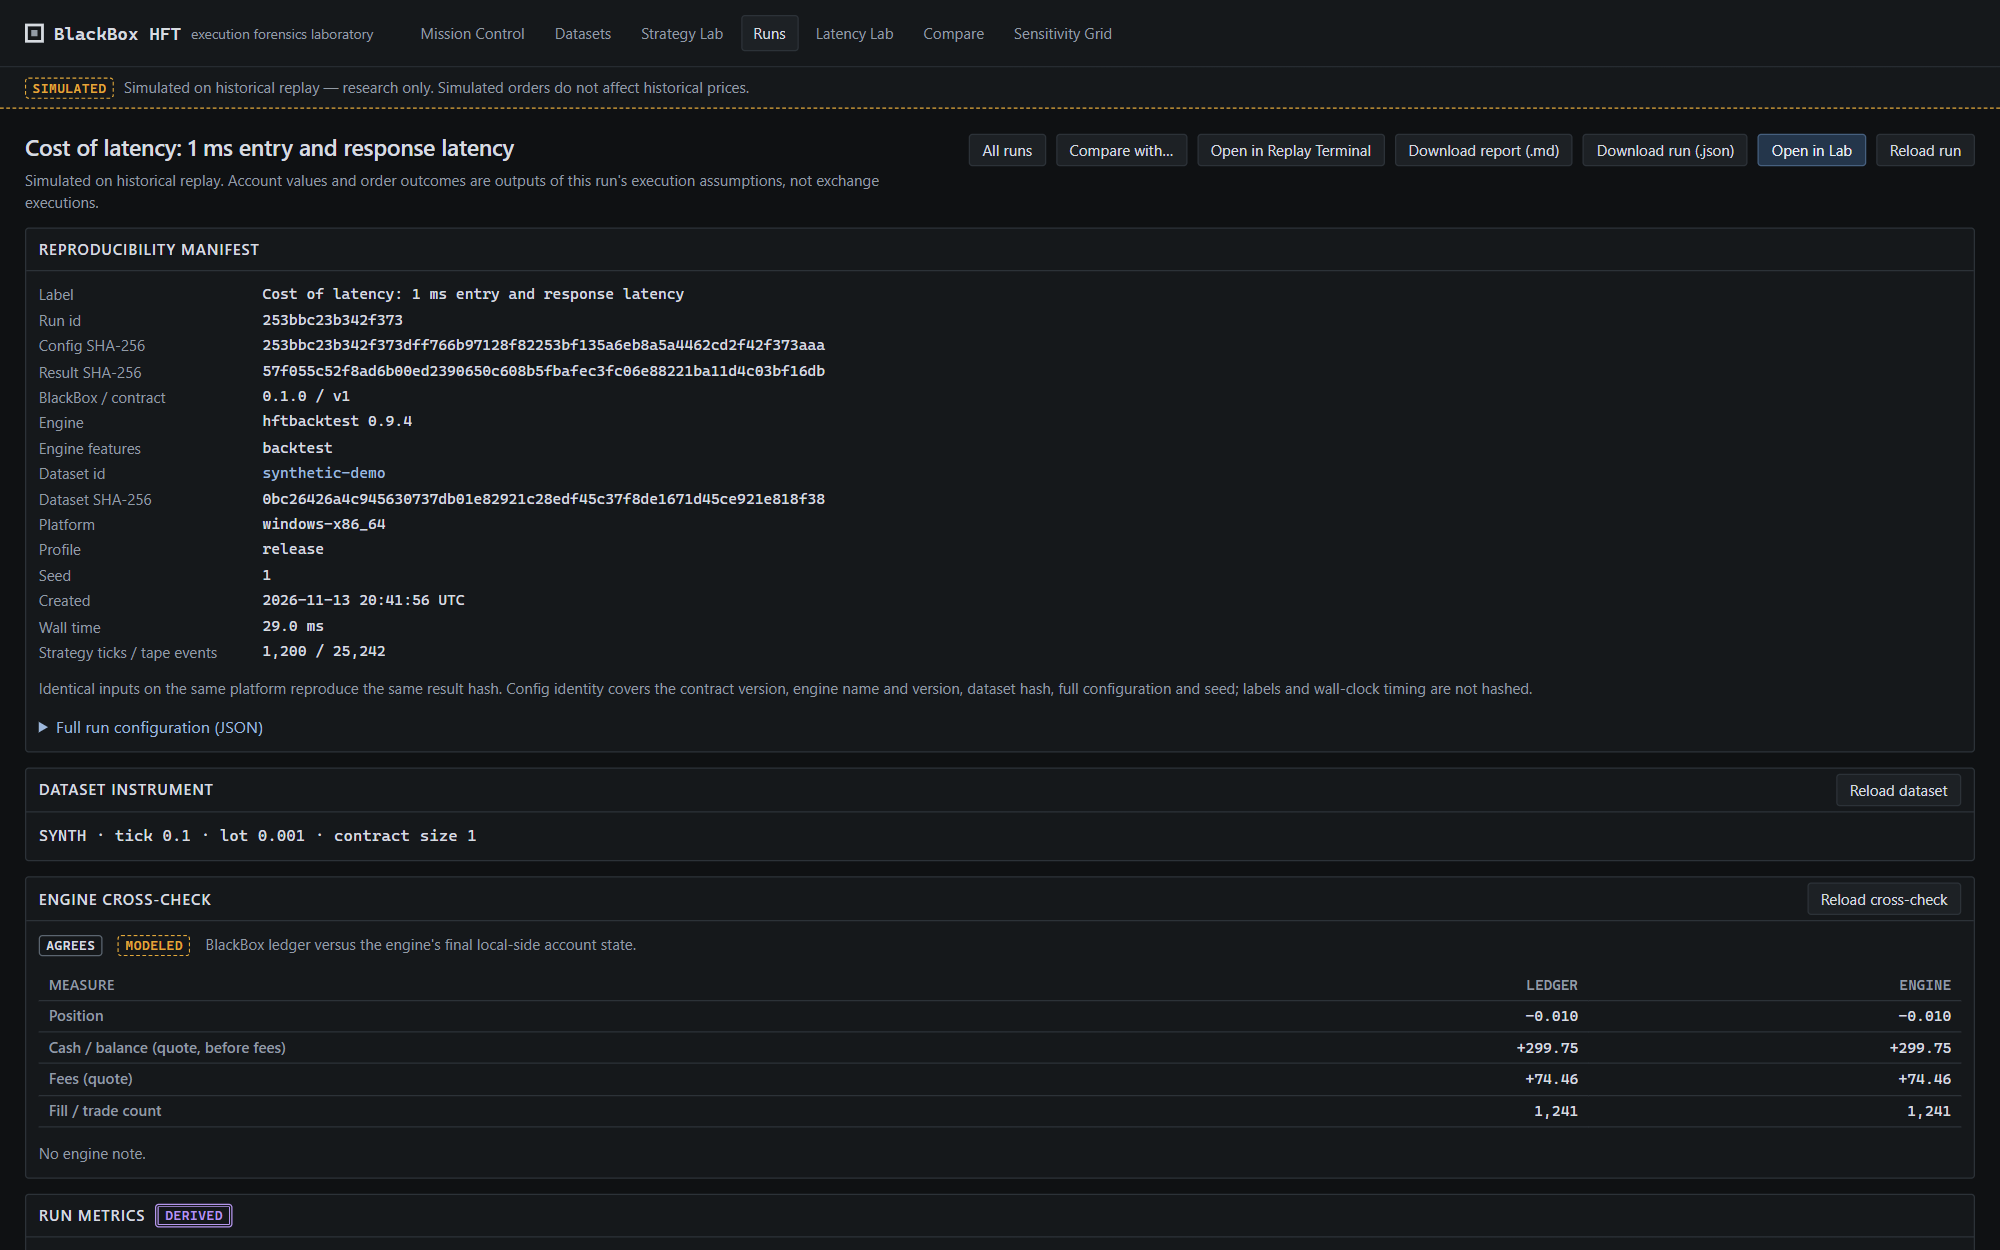 BlackBox HFT execution forensics laboratory Mission Control Datasets Strategy Lab Runs Latency Lab Compare Sensitivity Grid
SIMULATED Simulated on historical replay — research only. Simulated orders do not affect historical prices.
Cost of latency: 1 ms entry and response latency
All runs Compare with... Open in Replay Terminal Download report (.md) Download run (.json) Open in Lab Reload run
Simulated on historical replay. Account values and order outcomes are outputs of this run's execution assumptions, not exchange
executions.
REPRODUCIBILITY MANIFEST
Label Cost of latency: 1 ms entry and response latency
Run id 253bbc23b342f373
Config SHA-256 253bbc23b342f373dff766b97128f82253bf135a6eb8a5a4462cd2f42f373aaa
Result SHA-256 57f055c52f8ad6b00ed2390650c608b5fbafec3fc06e88221ba11d4c03bf16db
BlackBox / contract 0.1.0 / v1
Engine hftbacktest 0.9.4
Engine features backtest
Dataset id synthetic-demo
Dataset SHA-256 0bc26426a4c945630737db01e82921c28edf45c37f8de1671d45ce921e818f38
Platform windows-x86_64
Profile release
Seed 1
Created 2026-11-13 20:41:56 UTC
Wall time 29.0 ms
Strategy ticks / tape events 1,200 / 25,242
Identical inputs on the same platform reproduce the same result hash. Config identity covers the contract version, engine name and version, dataset hash, full configuration and seed; labels and wall-clock timing are not hashed.
Full run configuration (JSON)
DATASET INSTRUMENT Reload dataset
SYNTH · tick 0.1 · lot 0.001 · contract size 1
ENGINE CROSS-CHECK Reload cross-check
AGREES MODELED BlackBox ledger versus the engine's final local-side account state.
MEASURE LEDGER ENGINE
Position −0.010 −0.010
Cash / balance (quote, before fees) +299.75 +299.75
Fees (quote) +74.46 +74.46
Fill / trade count 1,241 1,241
No engine note.
RUN METRICS DERIVED